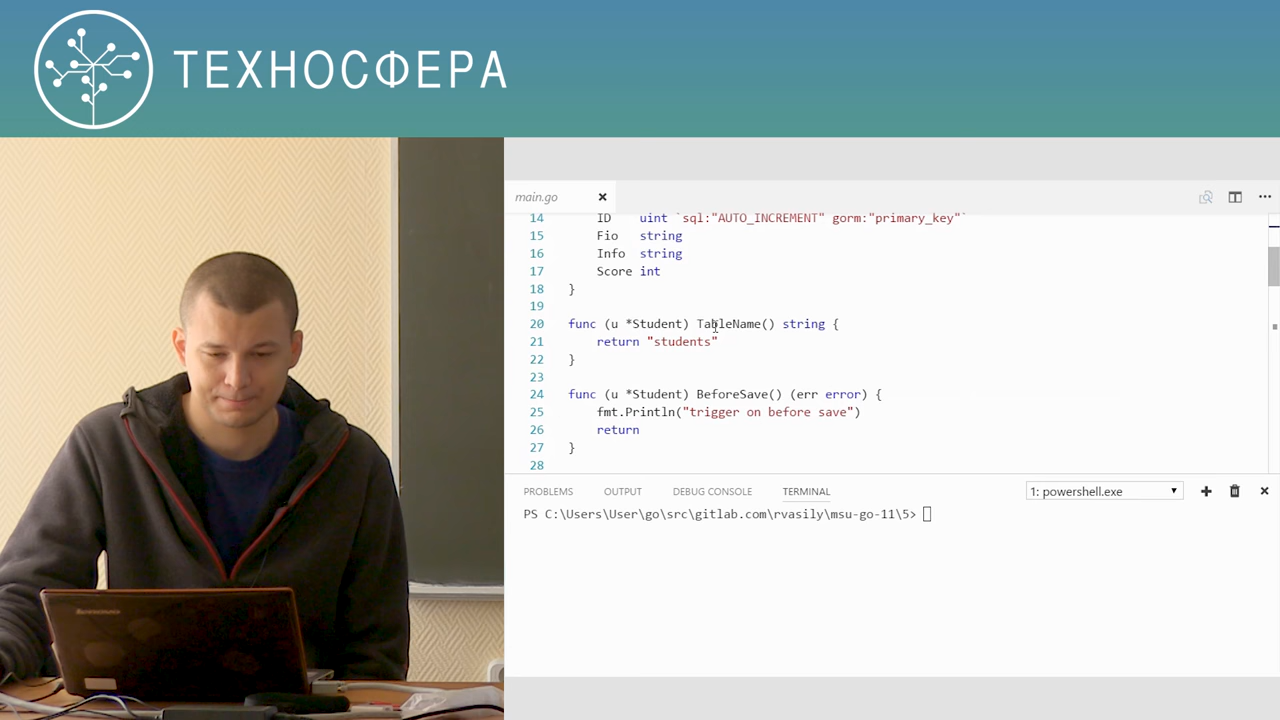 ТЕХНОСФЕРА
main.go
14 ID uint `sql:"AUTO_INCREMENT" gorm:"primary_key"`
15 Fio string
16 Info string
17 Score int
18 }
19
20 func (u *Student) TableName() string {
21 return "students"
22 }
23
24 func (u *Student) BeforeSave() (err error) {
25 fmt.Println("trigger on before save")
26 return
27 }
28
PROBLEMS OUTPUT DEBUG CONSOLE TERMINAL 1: powershell.exe
PS C:\Users\User\go\src\gitlab.com\rvasily\msu-go-11\5>
Lenovo